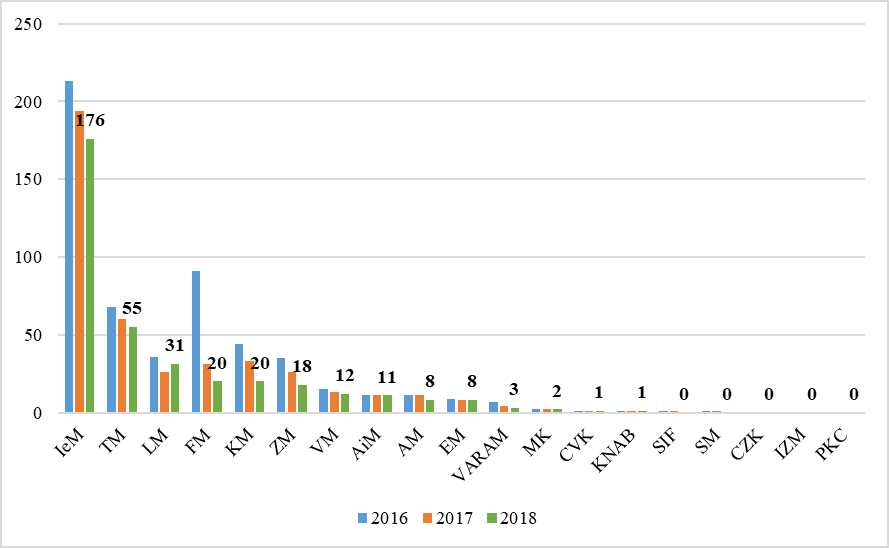 250
200
150
100
50
0
176
55
31
20
20
18
12
11
8
8
3
2
1
1
0
0
0
0
0
IeM
TM
LM
FM
KM
ZM
VM
AiM
AM
EM
VARAM
MK
CVK
KNAB
SIF
SM
CZK
IZM
PKC
2016 2017 2018